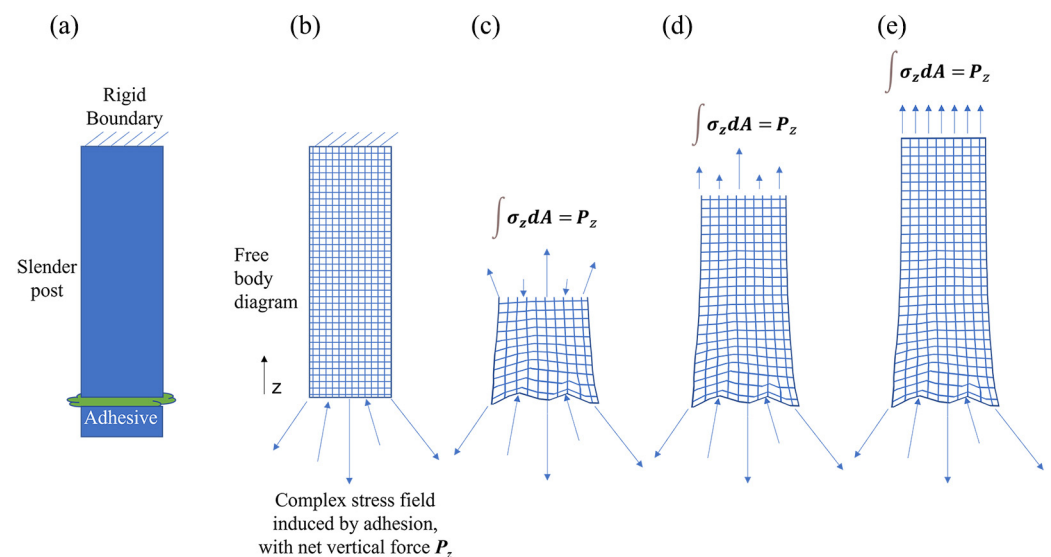 (a)
(b)
(c)
(d)
(e)
Rigid
Boundary
Slender
post
Adhesive
Free
body
diagram
z
Complex stress field
induced by adhesion,
with net vertical force P_z
∫σ_z dA = P_z
∫σ_z dA = P_z
∫σ_z dA = P_z